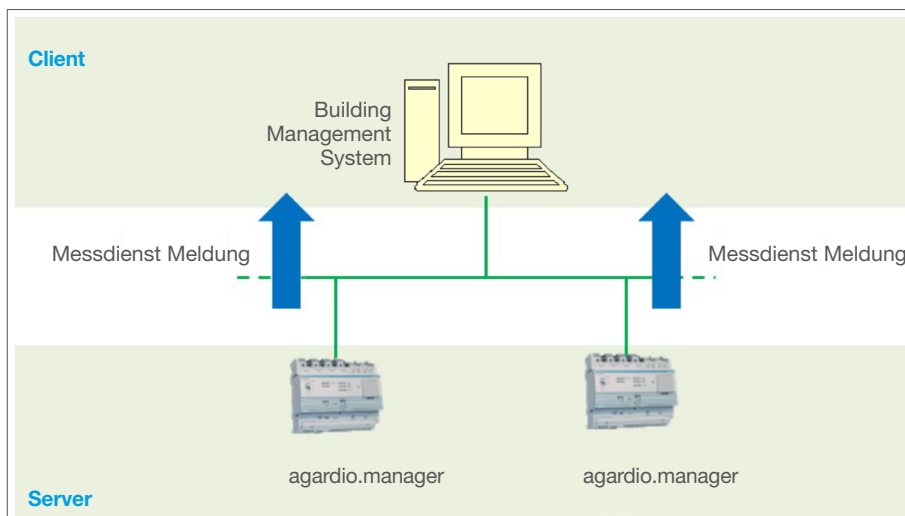 Client
Building
Management
System
Messdienst Meldung
Messdienst Meldung
agardio.manager
agardio.manager
Server